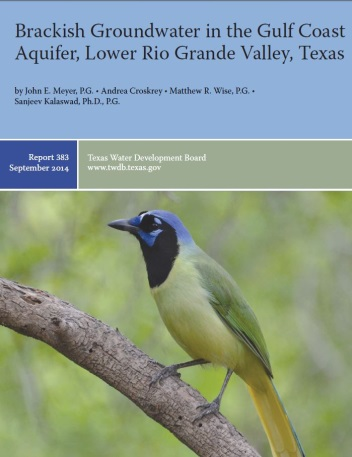 Brackish Groundwater in the Gulf Coast
Aquifer, Lower Rio Grande Valley, Texas
by John E. Meyer, P.G. • Andrea Croskrey • Matthew R. Wise, P.G. •
Sanjeev Kalaswad, Ph.D., P.G.
Report 383
September 2014
Texas Water Development Board
www.twdb.texas.gov